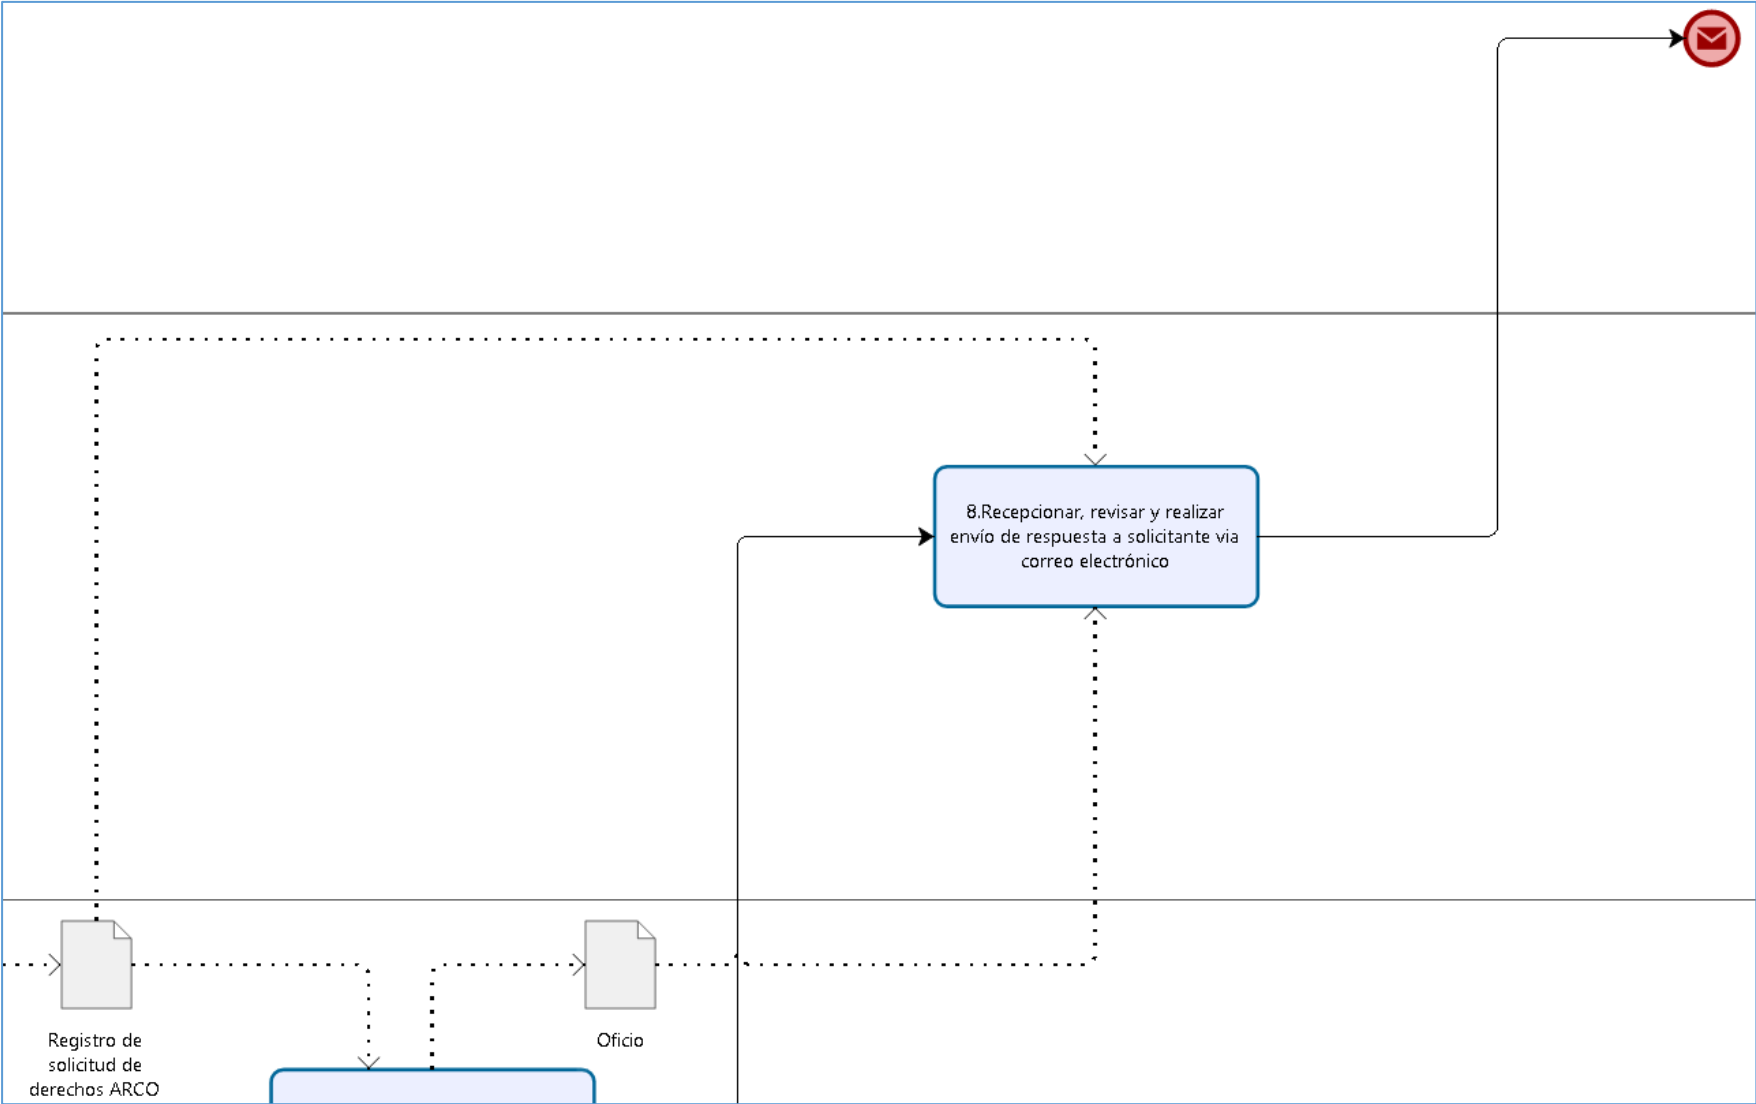 8.Recepcionar, revisar y realizar
envío de respuesta a solicitante via
correo electrónico
Registro de
solicitud de
derechos ARCO
Oficio